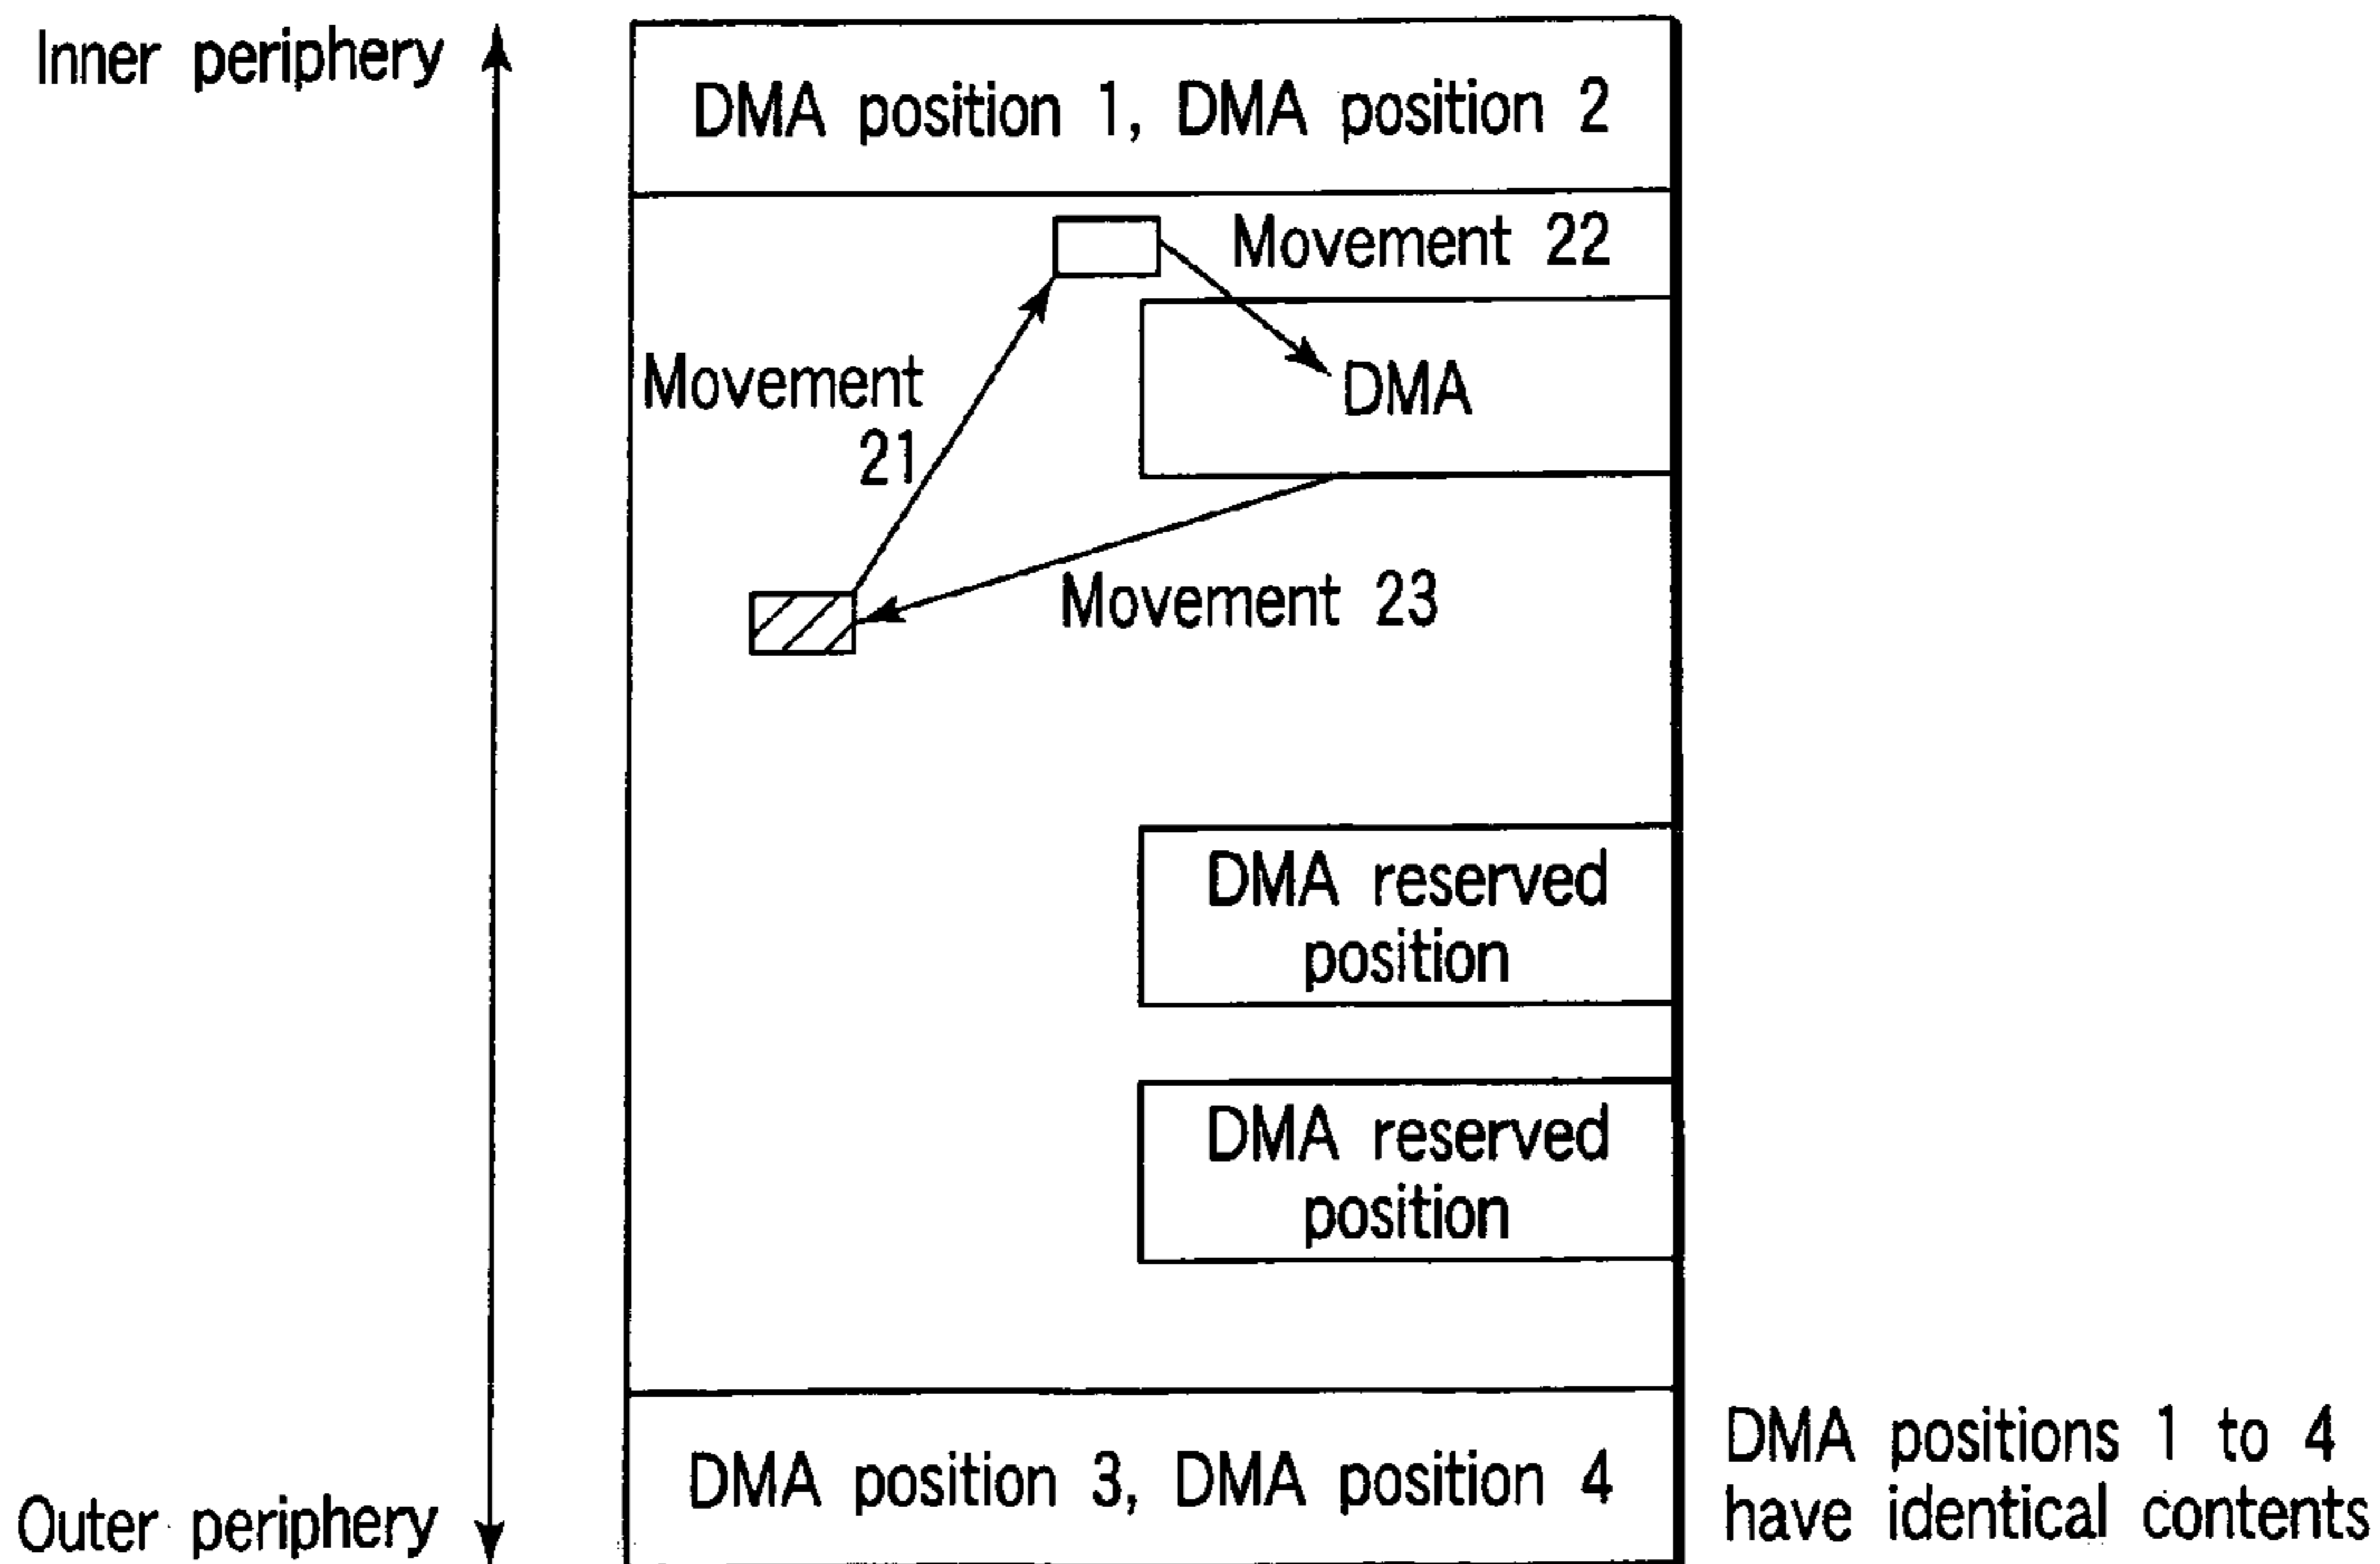 Inner periphery
DMA position 1, DMA position 2
Movement 22
DMA
Movement
21
Movement 23
DMA reserved
position
DMA reserved
position
DMA position 3, DMA position 4
Outer periphery
DMA positions 1 to 4
have identical contents